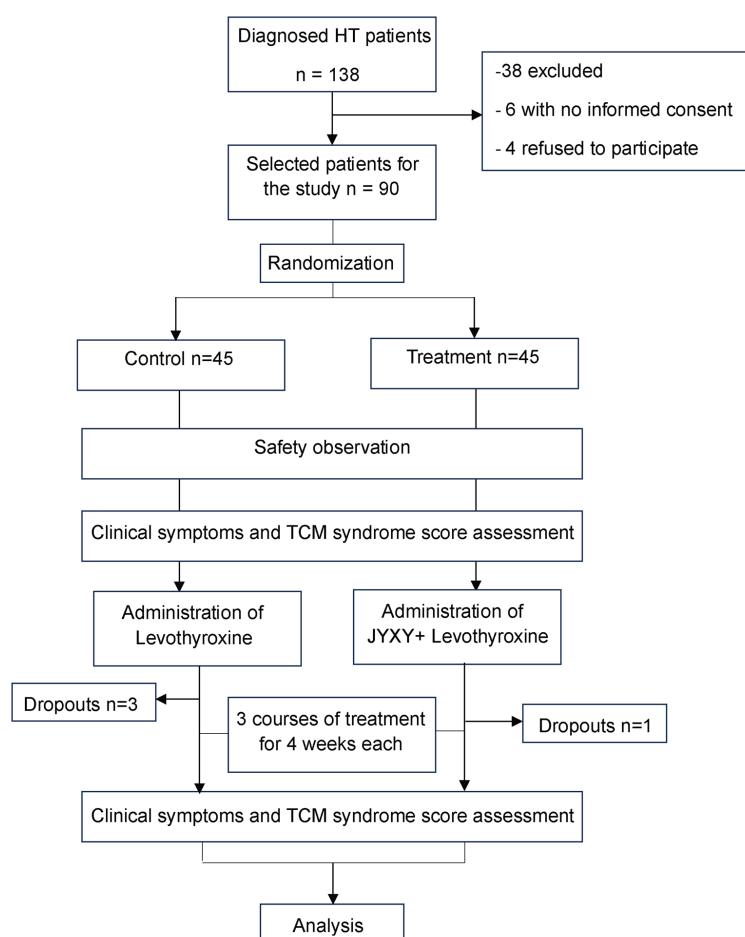 Diagnosed HT patients
n = 138
-38 excluded
- 6 with no informed consent
- 4 refused to participate
Selected patients for
the study n = 90
Randomization
Control n=45
Treatment n=45
Safety observation
Clinical symptoms and TCM syndrome score assessment
Administration of
Levothyroxine
Administration of
JYXY+ Levothyroxine
Dropouts n=3
3 courses of treatment
for 4 weeks each
Dropouts n=1
Clinical symptoms and TCM syndrome score assessment
Analysis